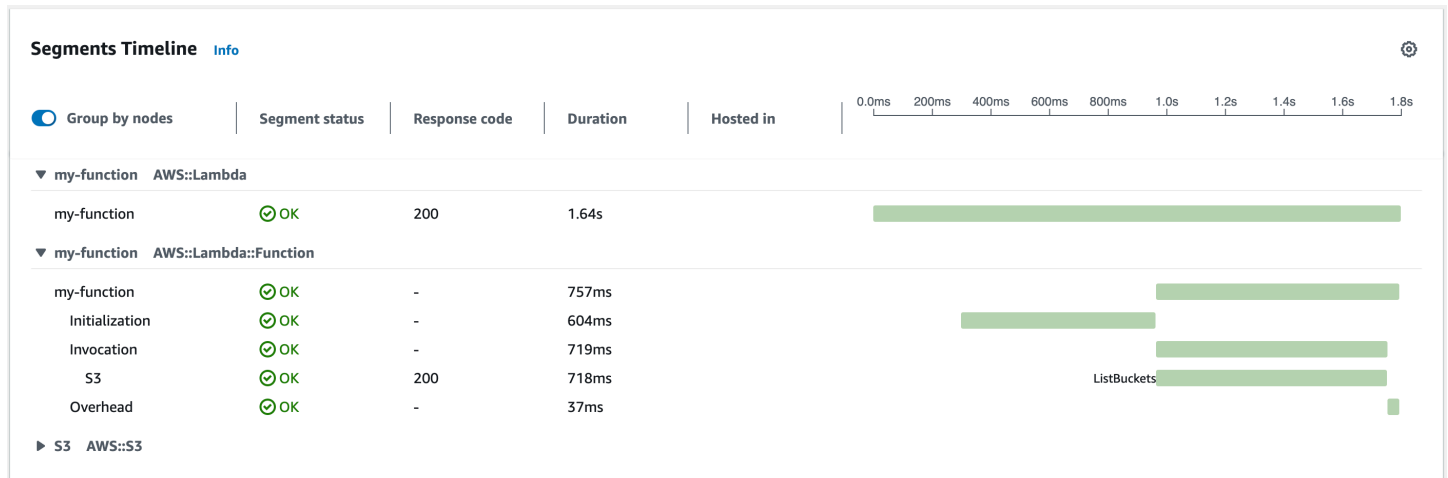 Segments Timeline Info
0.0ms 200ms 400ms 600ms 800ms 1.0s 1.2s 1.4s 1.6s 1.8s
Group by nodes Segment status Response code Duration Hosted in
my-function AWS::Lambda
my-function OK 200 1.64s
my-function AWS::Lambda::Function
my-function OK - 757ms
Initialization OK - 604ms
Invocation OK - 719ms
S3 OK 200 718ms ListBuckets
Overhead OK - 37ms
S3 AWS::S3